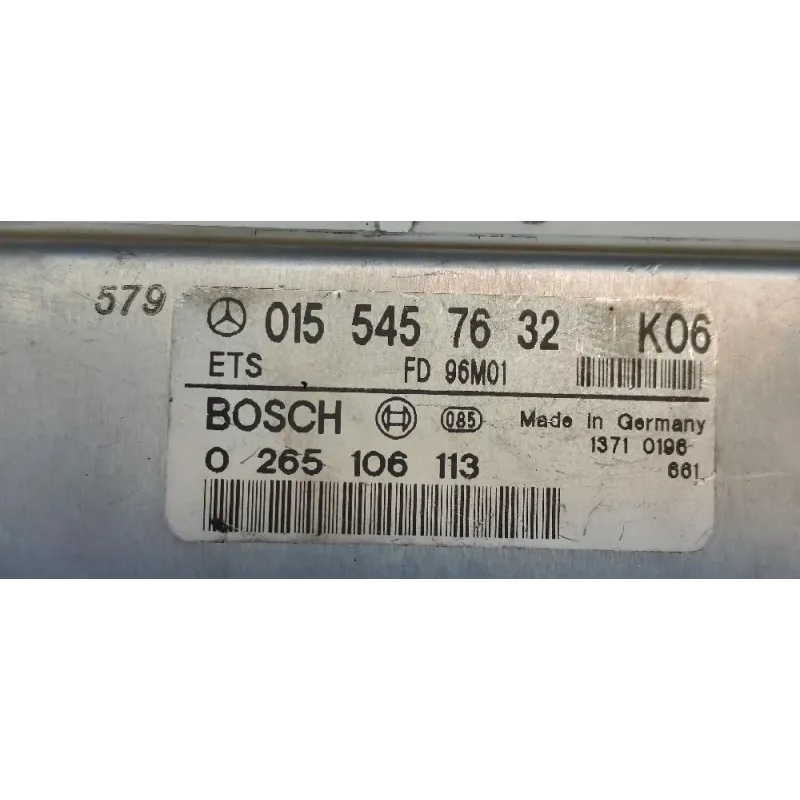 579
015 545 76 32 K06
ETS FD 96M01
BOSCH 085 Made in Germany
1371 0196
0 265 106 113 661